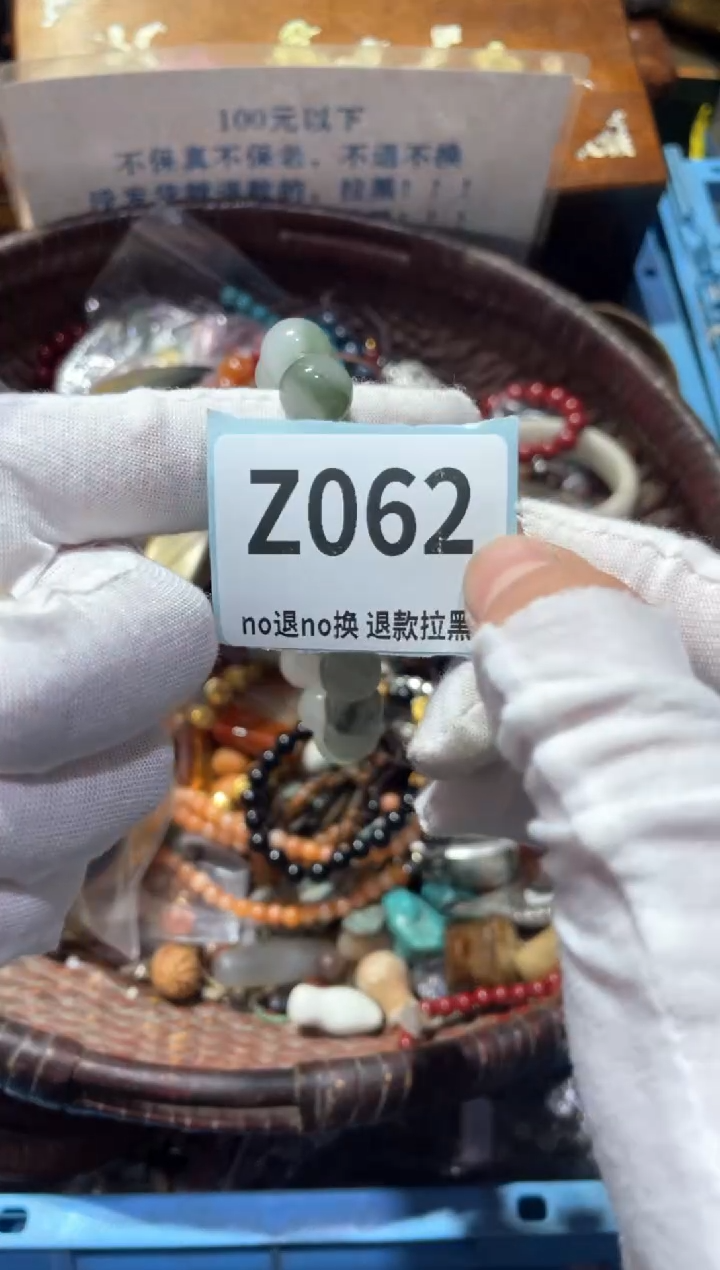 100元以下
不保真不保老，不退不换
拉黑！！！
Z062
no退no换 退款拉黑